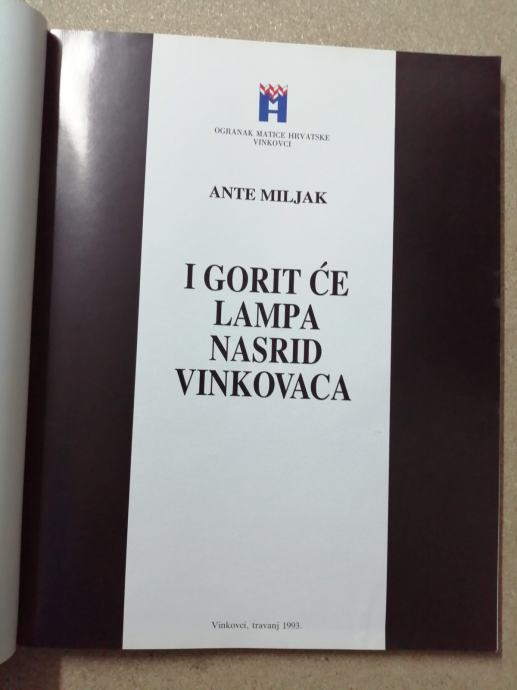 OGRANAK MATICE HRVATSKE
VINKOVCI
ANTE MILJAK
I GORIT ĆE
LAMPA
NASRID
VINKOVACA
Vinkovci, travanj 1993.